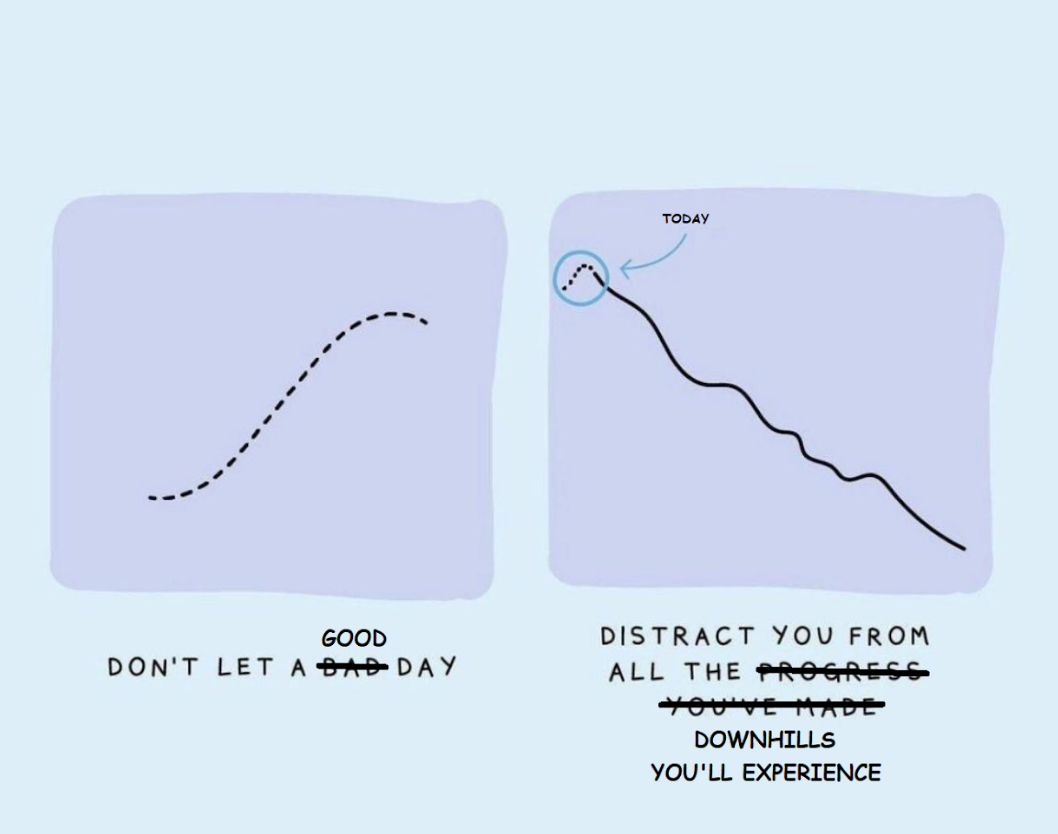 TODAY
GOOD
DON'T LET A BAD DAY
DISTRACT YOU FROM
ALL THE PROGRESS
YOU'VE MADE
DOWNHILLS
YOU'LL EXPERIENCE